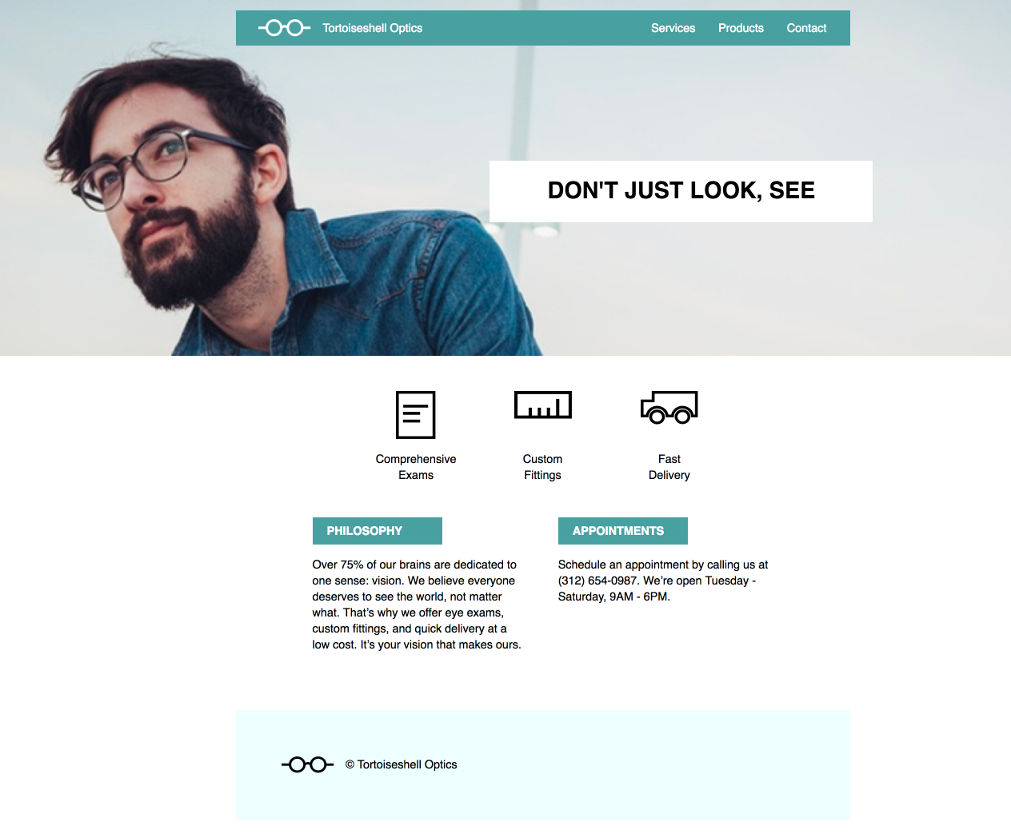 Tortoiseshell Optics Services Products Contact
DON'T JUST LOOK, SEE
Comprehensive
Exams
Custom
Fittings
Fast
Delivery
PHILOSOPHY
Over 75% of our brains are dedicated to
one sense: vision. We believe everyone
deserves to see the world, not matter
what. That's why we offer eye exams,
custom fittings, and quick delivery at a
low cost. It's your vision that makes ours.
APPOINTMENTS
Schedule an appointment by calling us at
(312) 654-0987. We're open Tuesday -
Saturday, 9AM - 6PM.
© Tortoiseshell Optics